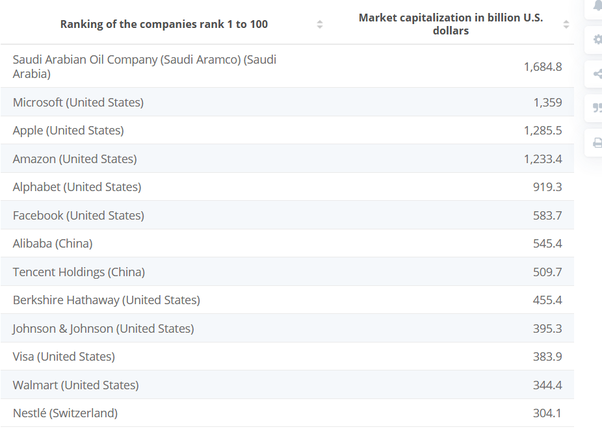 Ranking of the companies rank 1 to 100
Market capitalization in billion U.S.
dollars
Saudi Arabian Oil Company (Saudi Aramco) (Saudi
Arabia)
1,684.8
Microsoft (United States) 1,359
Apple (United States) 1,285.5
Amazon (United States) 1,233.4
Alphabet (United States) 919.3
Facebook (United States) 583.7
Alibaba (China) 545.4
Tencent Holdings (China) 509.7
Berkshire Hathaway (United States) 455.4
Johnson & Johnson (United States) 395.3
Visa (United States) 383.9
Walmart (United States) 344.4
Nestlé (Switzerland) 304.1